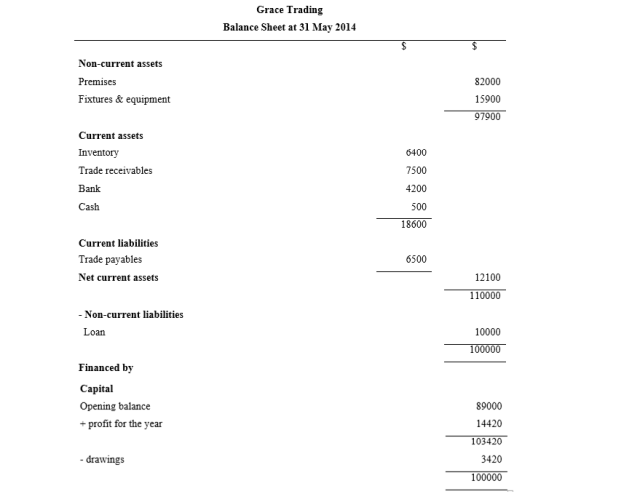 Grace Trading
Balance Sheet at 31 May 2014
$ $
Non-current assets
Premises 82000
Fixtures & equipment 15900
97900
Current assets
Inventory 6400
Trade receivables 7500
Bank 4200
Cash 500
18600
Current liabilities
Trade payables 6500
Net current assets 12100
110000
- Non-current liabilities
Loan 10000
100000
Financed by
Capital
Opening balance 89000
+ profit for the year 14420
103420
- drawings 3420
100000